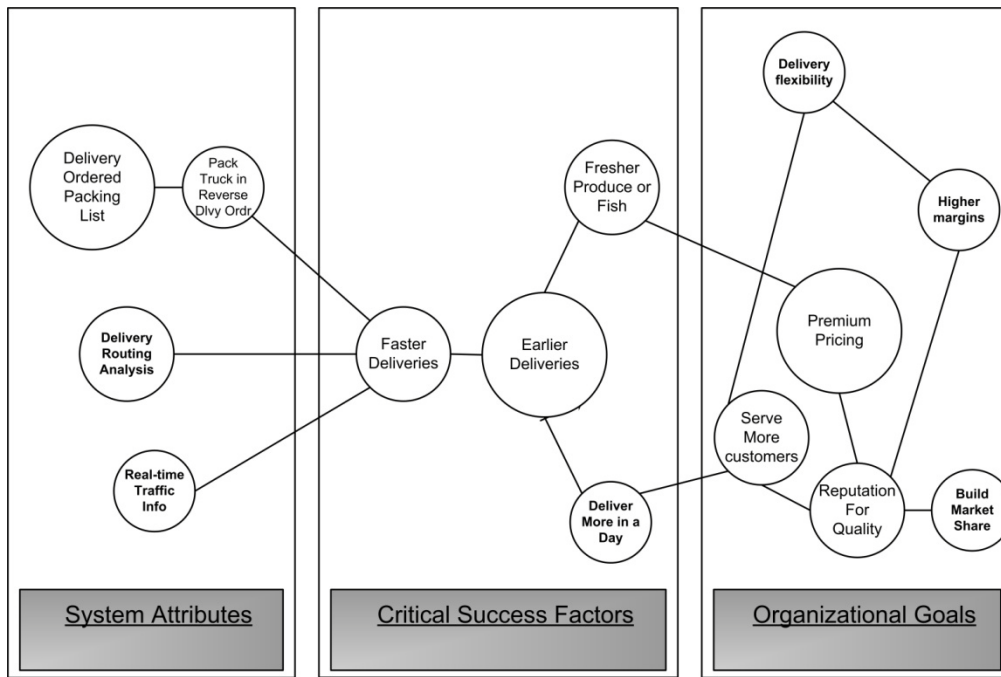 Delivery
Ordered
Packing
List
Pack
Truck in
Reverse
Dlvy Ordr
Delivery
Routing
Analysis
Real-time
Traffic
Info
System Attributes
Fresher
Produce or
Fish
Faster
Deliveries
Earlier
Deliveries
Deliver
More in a
Day
Critical Success Factors
Delivery
flexibility
Higher
margins
Premium
Pricing
Serve
More
customers
Reputation
For
Quality
Build
Market
Share
Organizational Goals